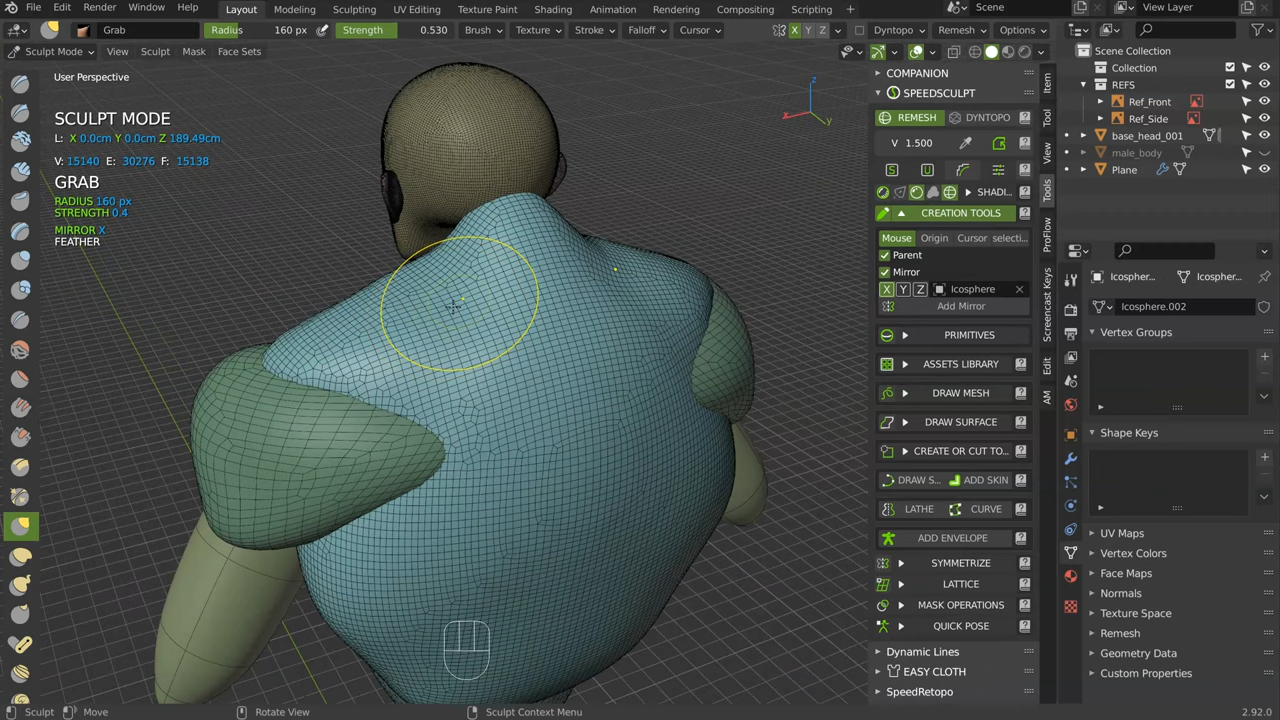 File Edit Render Window Help Layout Modeling Sculpting UV Editing Texture Paint Shading Animation Rendering Compositing Scripting + Scene View Layer
Grab Radius 160 px Strength 0.530 Brush Texture Stroke Falloff Cursor X Y Z Dyntopo Remesh Options
Sculpt Mode View Sculpt Mask Face Sets
User Perspective
SCULPT MODE
L: X 0.0cm Y 0.0cm Z 189.49cm
V: 15140 E: 30276 F: 15138
GRAB
RADIUS 160 px
STRENGTH 0.4
MIRROR X
FEATHER
z
x
y
COMPANION
SPEEDSCULPT
REMESH DYNTOPO
V 1.500
S U
SHADI...
CREATION TOOLS
Mouse Origin Cursor selecti...
Parent
Mirror
X Y Z Icosphere
Add Mirror
PRIMITIVES
ASSETS LIBRARY
DRAW MESH
DRAW SURFACE
CREATE OR CUT TO...
DRAW S... ADD SKIN
LATHE CURVE
ADD ENVELOPE
SYMMETRIZE
LATTICE
MASK OPERATIONS
QUICK POSE
Dynamic Lines
EASY CLOTH
SpeedRetopo
Item
Tool
View
Tools
ProFlow
Screencast Keys
Edit
AM
Scene Collection
Collection
REFS
Ref_Front
Ref_Side
base_head_001
male_body
Plane
Icospher... Icospher...
Icosphere.002
Vertex Groups
Shape Keys
UV Maps
Vertex Colors
Face Maps
Normals
Texture Space
Remesh
Geometry Data
Custom Properties
Sculpt Move Rotate View Sculpt Context Menu 2.92.0